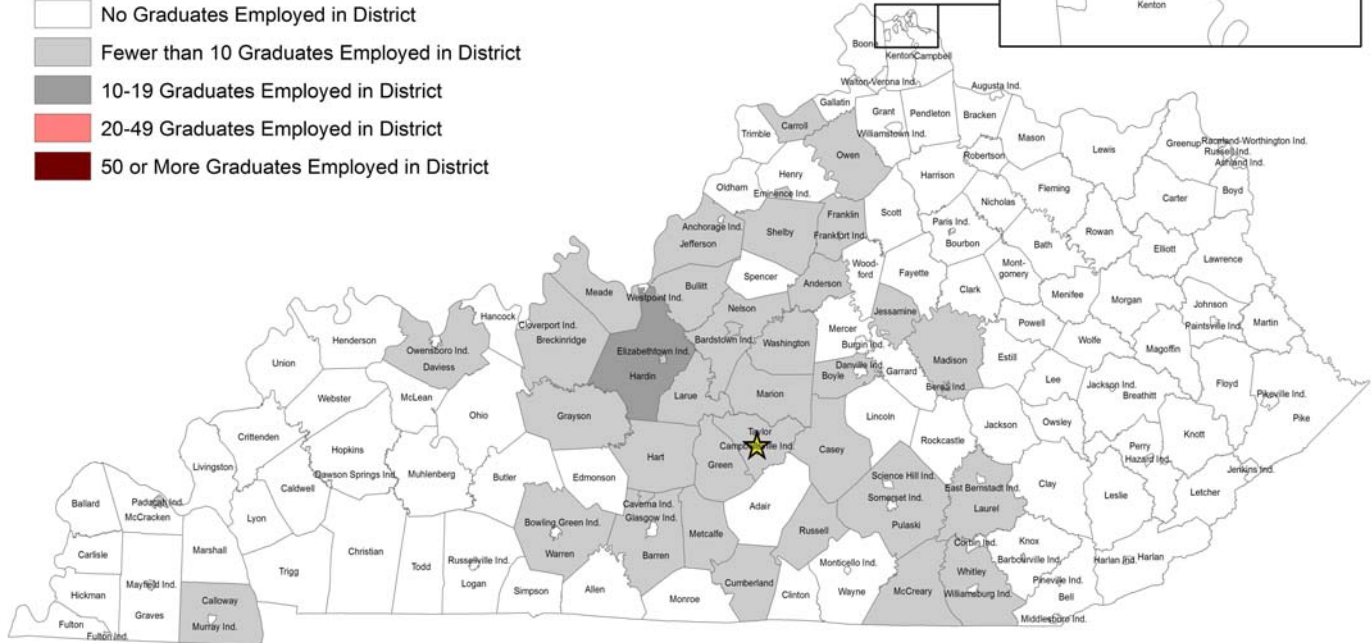 No Graduates Employed in District
Fewer than 10 Graduates Employed in District
10-19 Graduates Employed in District
20-49 Graduates Employed in District
50 or More Graduates Employed in District
Kenton
Boone
Kenton Campbell
Walton-Verona Ind.
Augusta Ind.
Gallatin
Grant
Pendleton
Bracken
Carroll
Trimble
Williamstown Ind.
Mason
Owen
Robertson
Lewis
Greenup
Raceland-Worthington Ind.
Russell Ind.
Ashland Ind.
Henry
Oldham
Eminence Ind.
Harrison
Fleming
Carter
Boyd
Nicholas
Scott
Franklin
Frankfort Ind.
Paris Ind.
Bourbon
Rowan
Bath
Elliott
Lawrence
Anchorage Ind.
Jefferson
Shelby
Wood-
ford
Fayette
Mont-
gomery
Spencer
Anderson
Clark
Menifee
Morgan
Johnson
Paintsville Ind.
Martin
Meade
Westpoint Ind.
Bullitt
Nelson
Jessamine
Powell
Wolfe
Magoffin
Hancock
Cloverport Ind.
Breckinridge
Mercer
Burgin Ind.
Henderson
Owensboro Ind.
Daviess
Elizabethtown Ind.
Hardin
Bardstown Ind.
Washington
Danville Ind.
Boyle
Garrard
Madison
Berea Ind.
Estill
Lee
Jackson Ind.
Breathitt
Floyd
Pikeville Ind.
Pike
Union
Webster
McLean
Ohio
Grayson
Larue
Marion
Lincoln
Rockcastle
Jackson
Owsley
Perry
Hazard Ind.
Knott
Jenkins Ind.
Crittenden
Hopkins
Dawson Springs Ind.
Muhlenberg
Butler
Edmonson
Hart
Taylor
Green
Casey
Science Hill Ind.
Somerset Ind.
Pulaski
East Bernstadt Ind.
Laurel
Clay
Leslie
Letcher
Livingston
Caldwell
Lyon
Ballard
Paducah Ind.
McCracken
Bowling Green Ind.
Warren
Caverna Ind.
Glasgow Ind.
Barren
Metcalfe
Adair
Russell
Corbin Ind.
Knox
Barbourville Ind.
Harlan Ind.
Harlan
Carlisle
Marshall
Trigg
Christian
Todd
Russellville Ind.
Logan
Simpson
Allen
Monroe
Cumberland
Clinton
Monticello Ind.
Wayne
McCreary
Whitley
Williamsburg Ind.
Pineville Ind.
Bell
Middlesboro Ind.
Hickman
Mayfield Ind.
Graves
Calloway
Murray Ind.
Fulton
Fulton Ind.